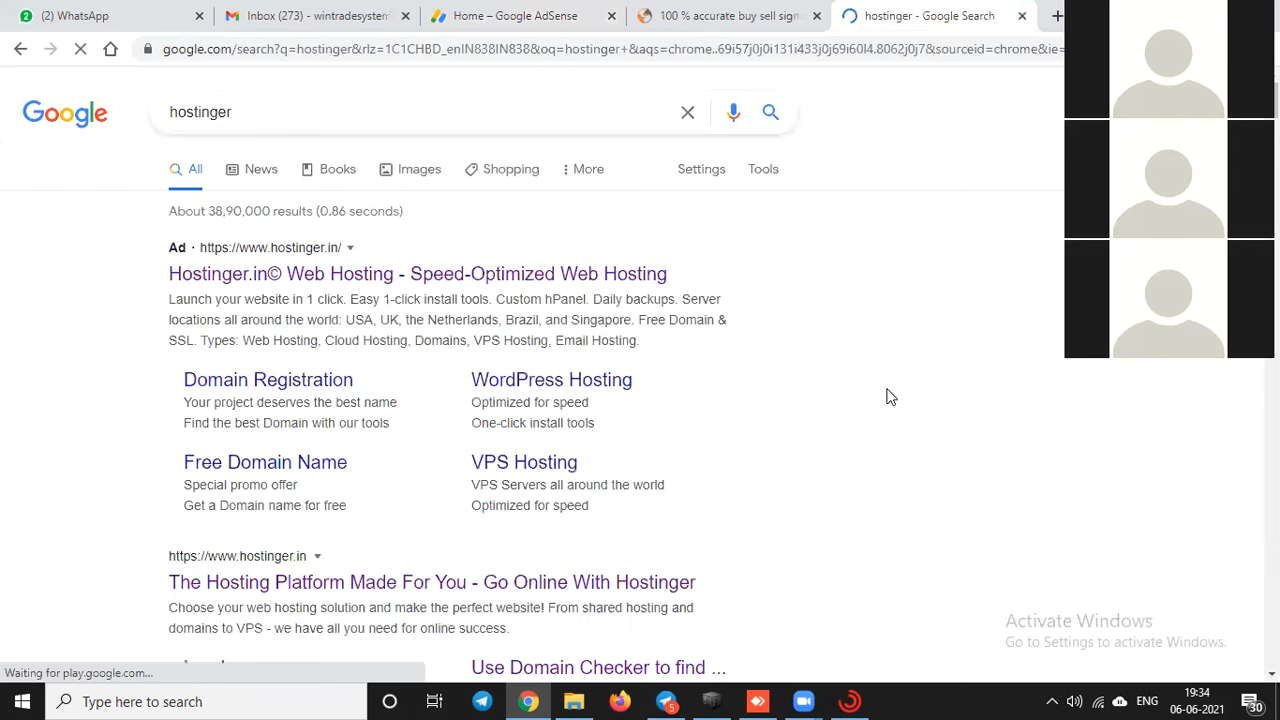 (2) WhatsApp
Inbox (273) - wintradesystem
Home – Google AdSense
100 % accurate buy sell sign
hostinger - Google Search
google.com/search?q=hostinger&rlz=1C1CHBD_enIN838IN838&oq=hostinger+&aqs=chrome..69i57j0j0i131i433j0j69i60l4.8062j0j7&sourceid=chrome&ie=
Google
hostinger
All News Books Images Shopping More Settings Tools
About 38,90,000 results (0.86 seconds)
Ad · https://www.hostinger.in/
Hostinger.in© Web Hosting - Speed-Optimized Web Hosting
Launch your website in 1 click. Easy 1-click install tools. Custom hPanel. Daily backups. Server
locations all around the world: USA, UK, the Netherlands, Brazil, and Singapore. Free Domain &
SSL. Types: Web Hosting, Cloud Hosting, Domains, VPS Hosting, Email Hosting.
Domain Registration
Your project deserves the best name
Find the best Domain with our tools
WordPress Hosting
Optimized for speed
One-click install tools
Free Domain Name
Special promo offer
Get a Domain name for free
VPS Hosting
VPS Servers all around the world
Optimized for speed
https://www.hostinger.in
The Hosting Platform Made For You - Go Online With Hostinger
Choose your web hosting solution and make the perfect website! From shared hosting and
domains to VPS - we have all you need for online success.
Use Domain Checker to find ...
Activate Windows
Go to Settings to activate Windows.
Waiting for play.google.com...
Type here to search
5
ENG
19:34
06-06-2021
30